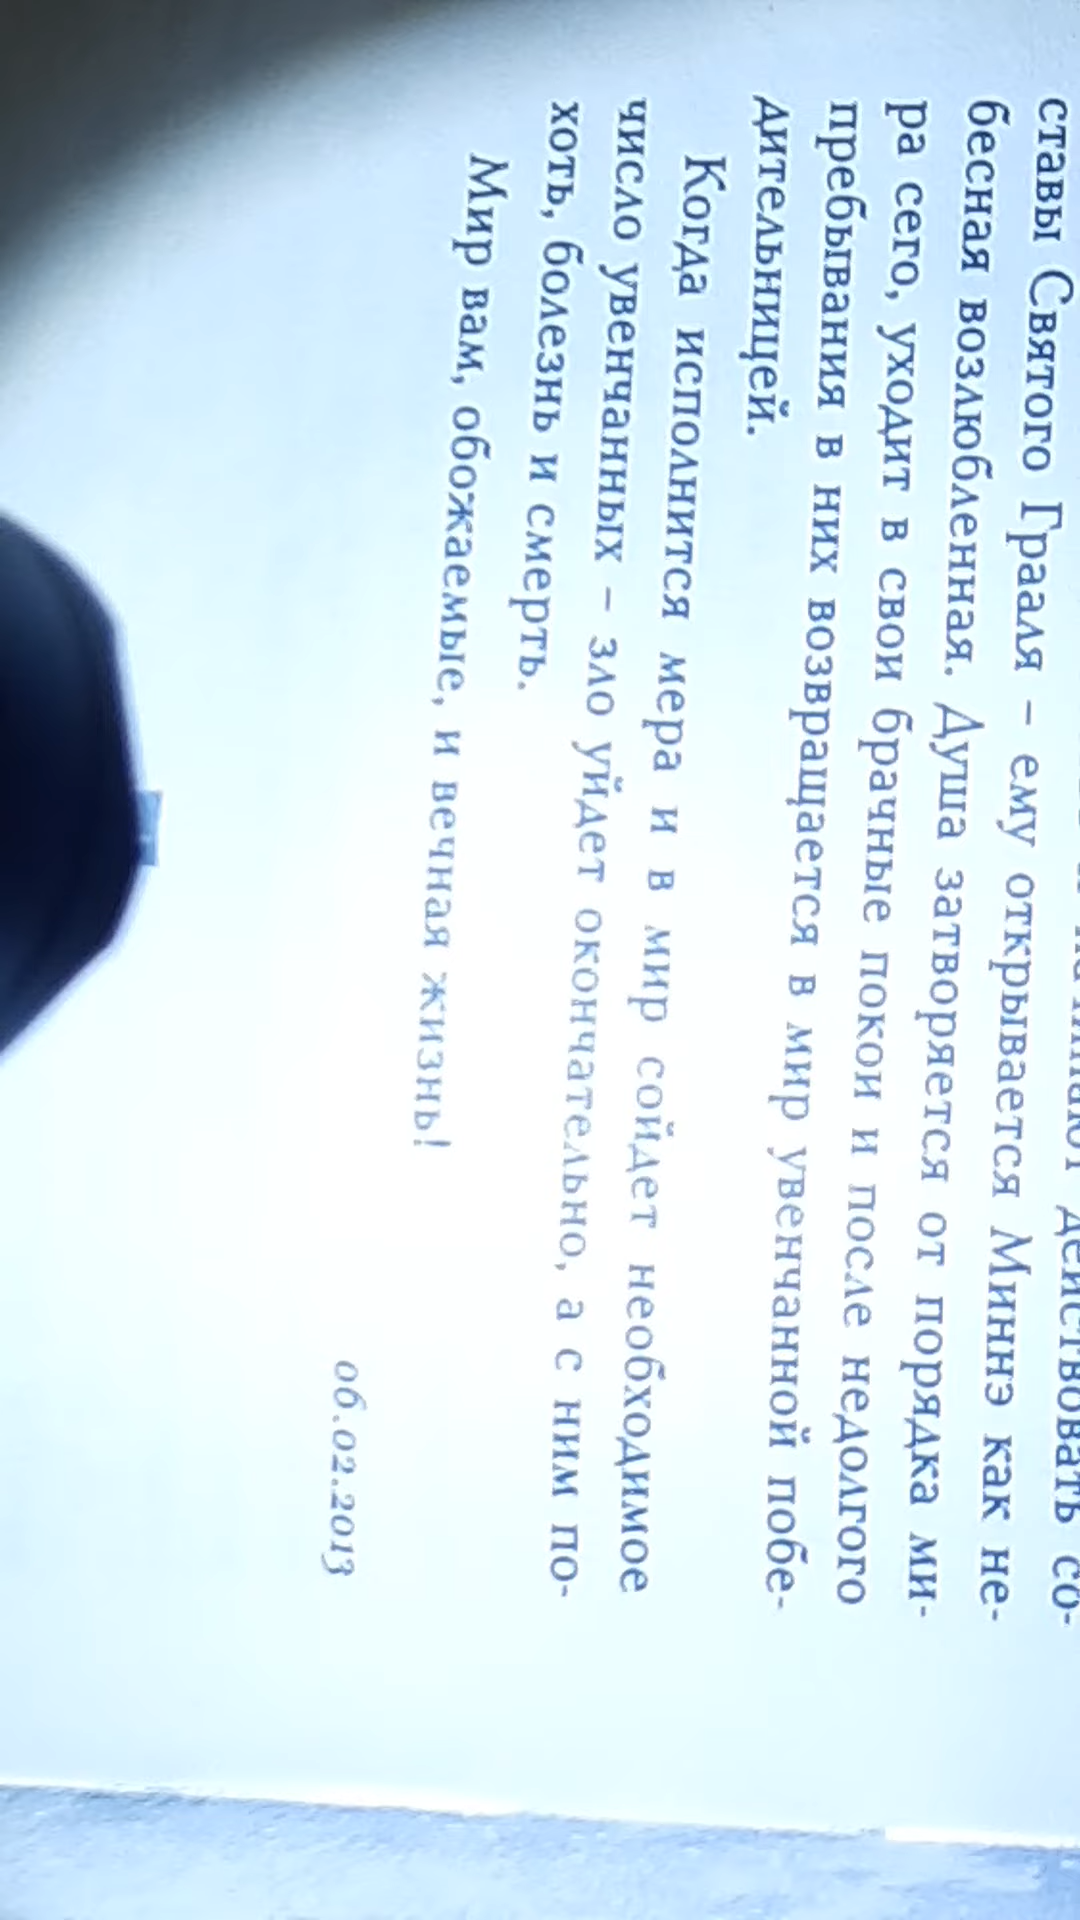 действовать со-
ставы Святого Грааля – ему открывается Миннэ как не-
бесная возлюбленная. Душа затворяется от порядка ми-
ра сего, уходит в свои брачные покои и после недолгого
пребывания в них возвращается в мир увенчанной побе-
дительницей.
Когда исполнится мера и в мир сойдет необходимое
число увенчанных – зло уйдет окончательно, а с ним по-
хоть, болезнь и смерть.
Мир вам, обожаемые, и вечная жизнь!
06.02.2013